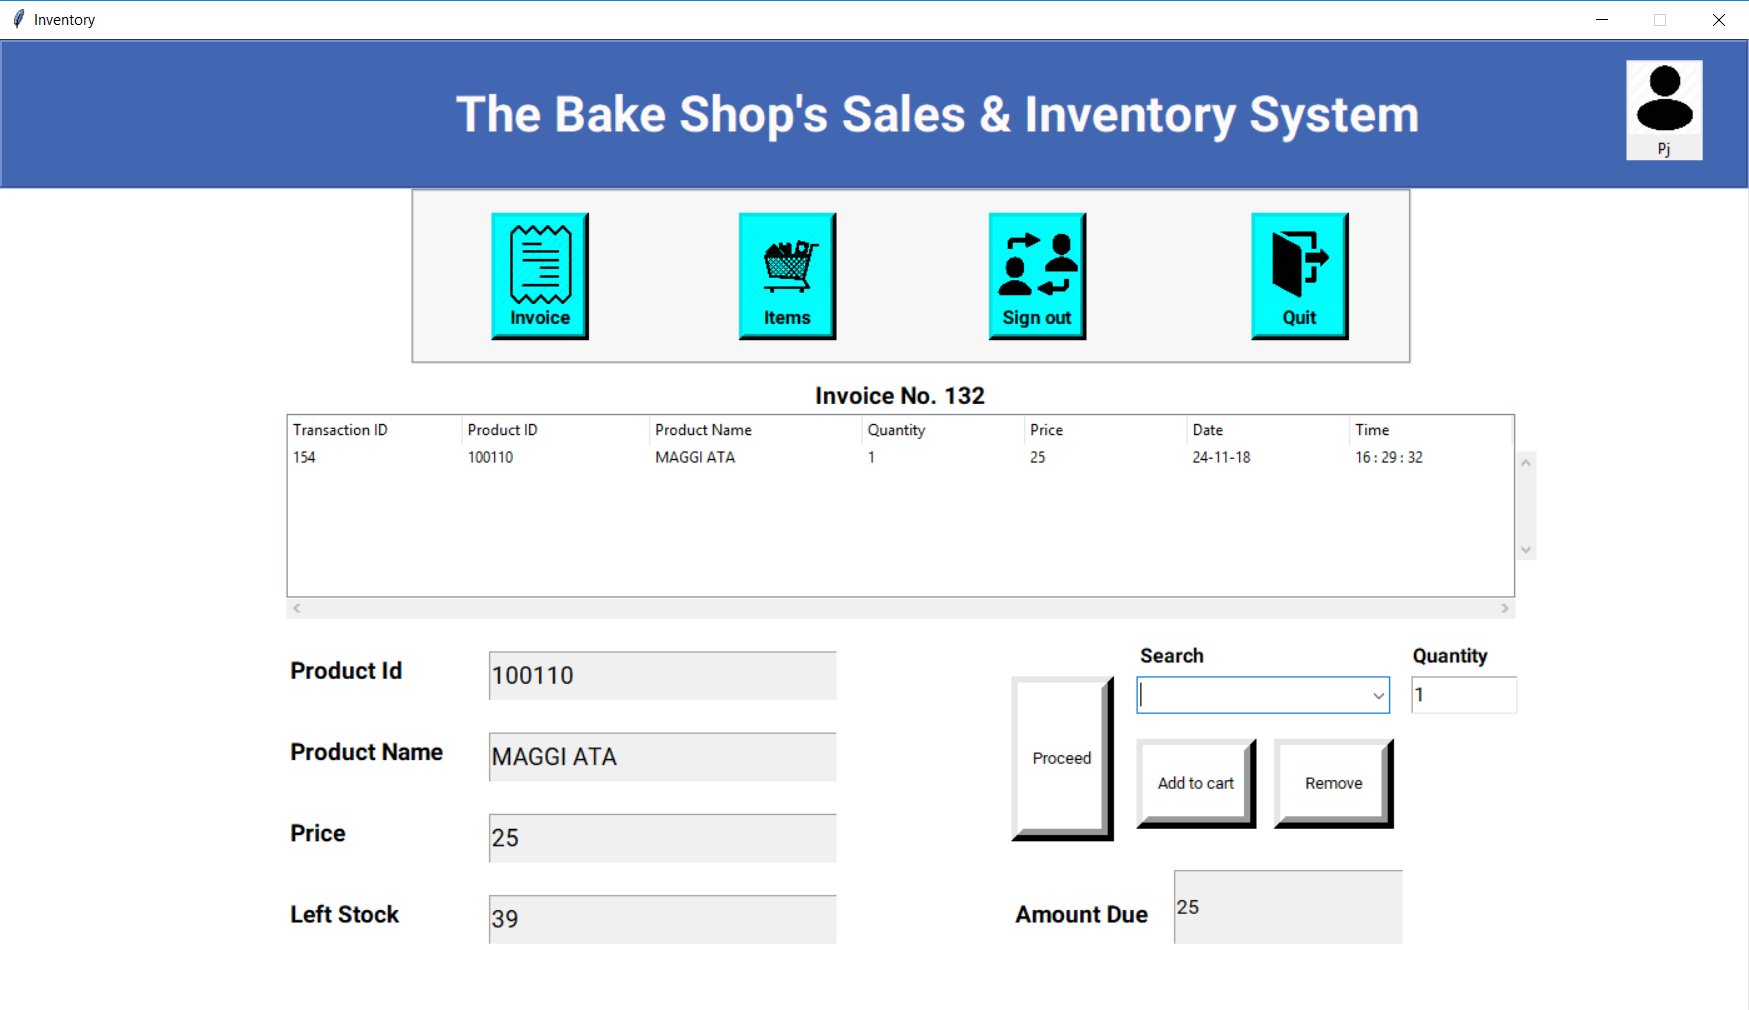 Inventory
The Bake Shop's Sales & Inventory System
Pj
Invoice Items Sign out Quit
Invoice No. 132
Transaction ID Product ID Product Name Quantity Price Date Time
154 100110 MAGGI ATA 1 25 24-11-18 16 : 29 : 32
Search Quantity
Product Id 100110
1
Product Name MAGGI ATA
Proceed
Add to cart Remove
Price 25
Left Stock 39
Amount Due 25